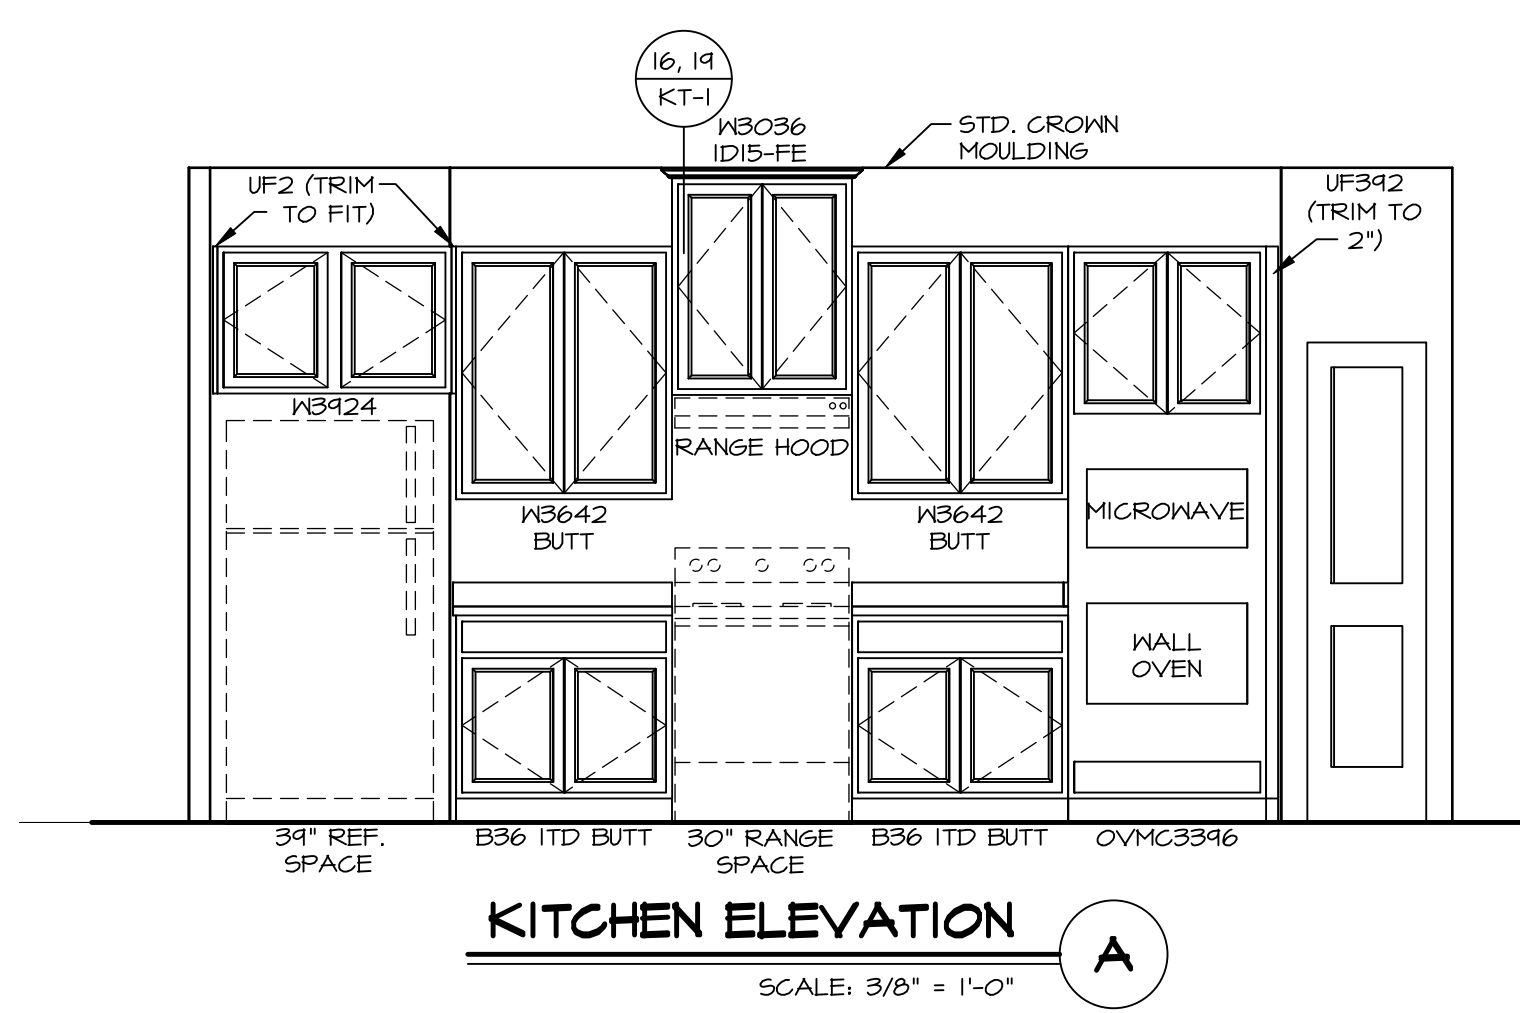 16, 19
KT-1
W3036
1D15-FE
STD. CROWN
MOULDING
UF2 (TRIM
TO FIT)
UF392
(TRIM TO
2")
W3924
RANGE HOOD
W3642
BUTT
W3642
BUTT
MICROWAVE
WALL
OVEN
39" REF.
SPACE
B36 1TD BUTT
30" RANGE
SPACE
B36 1TD BUTT
OVMC3396
KITCHEN ELEVATION
A
SCALE: 3/8" = 1'-0"